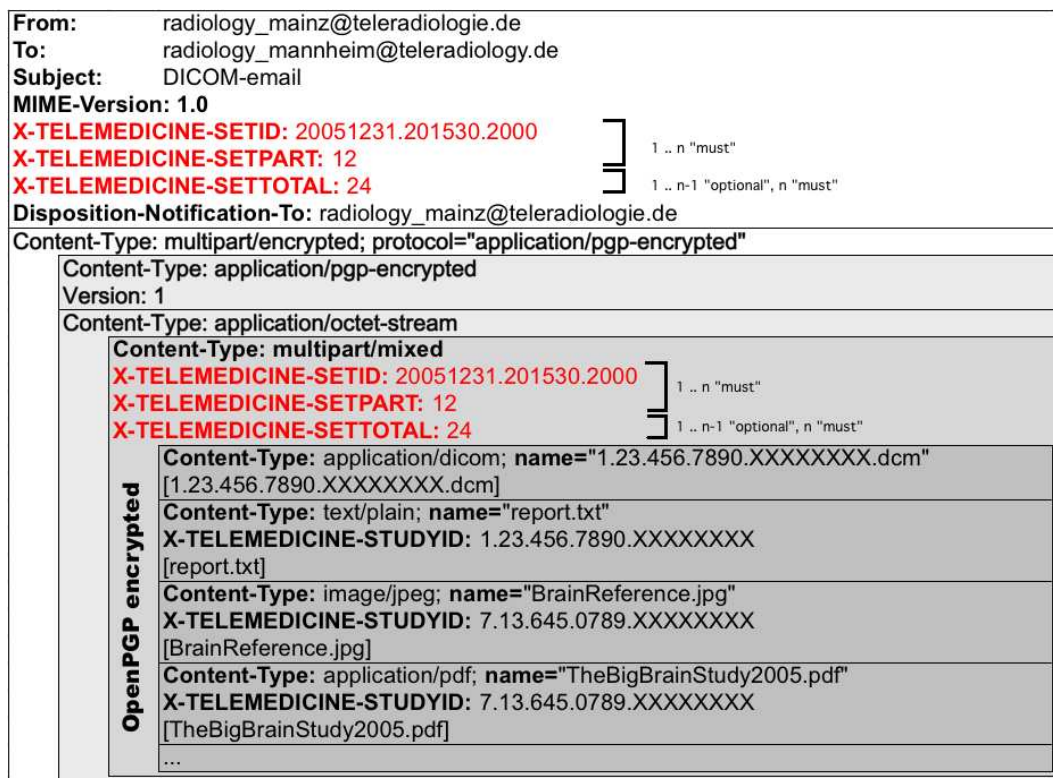 From: radiology_mainz@teleradiologie.de
To: radiology_mannheim@teleradiology.de
Subject: DICOM-email
MIME-Version: 1.0
X-TELEMEDICINE-SETID: 20051231.201530.2000
X-TELEMEDICINE-SETPART: 12
1 .. n "must"
X-TELEMEDICINE-SETTOTAL: 24
1 .. n-1 "optional", n "must"
Disposition-Notification-To: radiology_mainz@teleradiologie.de
Content-Type: multipart/encrypted; protocol="application/pgp-encrypted"
Content-Type: application/pgp-encrypted
Version: 1
Content-Type: application/octet-stream
Content-Type: multipart/mixed
X-TELEMEDICINE-SETID: 20051231.201530.2000
X-TELEMEDICINE-SETPART: 12
1 .. n "must"
X-TELEMEDICINE-SETTOTAL: 24
1 .. n-1 "optional", n "must"
OpenPGP encrypted
Content-Type: application/dicom; name="1.23.456.7890.XXXXXXXX.dcm"
[1.23.456.7890.XXXXXXXX.dcm]
Content-Type: text/plain; name="report.txt"
X-TELEMEDICINE-STUDYID: 1.23.456.7890.XXXXXXXX
[report.txt]
Content-Type: image/jpeg; name="BrainReference.jpg"
X-TELEMEDICINE-STUDYID: 7.13.645.0789.XXXXXXXX
[BrainReference.jpg]
Content-Type: application/pdf; name="TheBigBrainStudy2005.pdf"
X-TELEMEDICINE-STUDYID: 7.13.645.0789.XXXXXXXX
[TheBigBrainStudy2005.pdf]
...